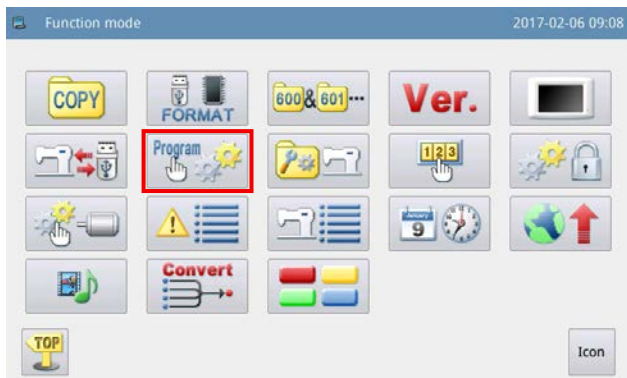 Function mode 2017-02-06 09:08
COPY FORMAT 600&601... Ver.
Program 123
January 9
Convert
TOP Icon